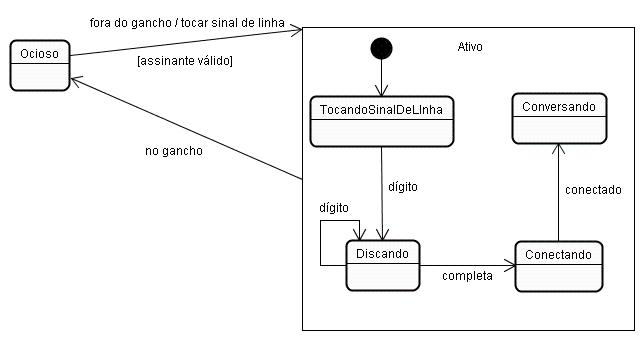 fora do gancho / tocar sinal de linha
Ocioso
[assinante válido]
Ativo
TocandoSinalDeLInha
Conversando
no gancho
dígito
conectado
dígito
Discando
Conectando
completa